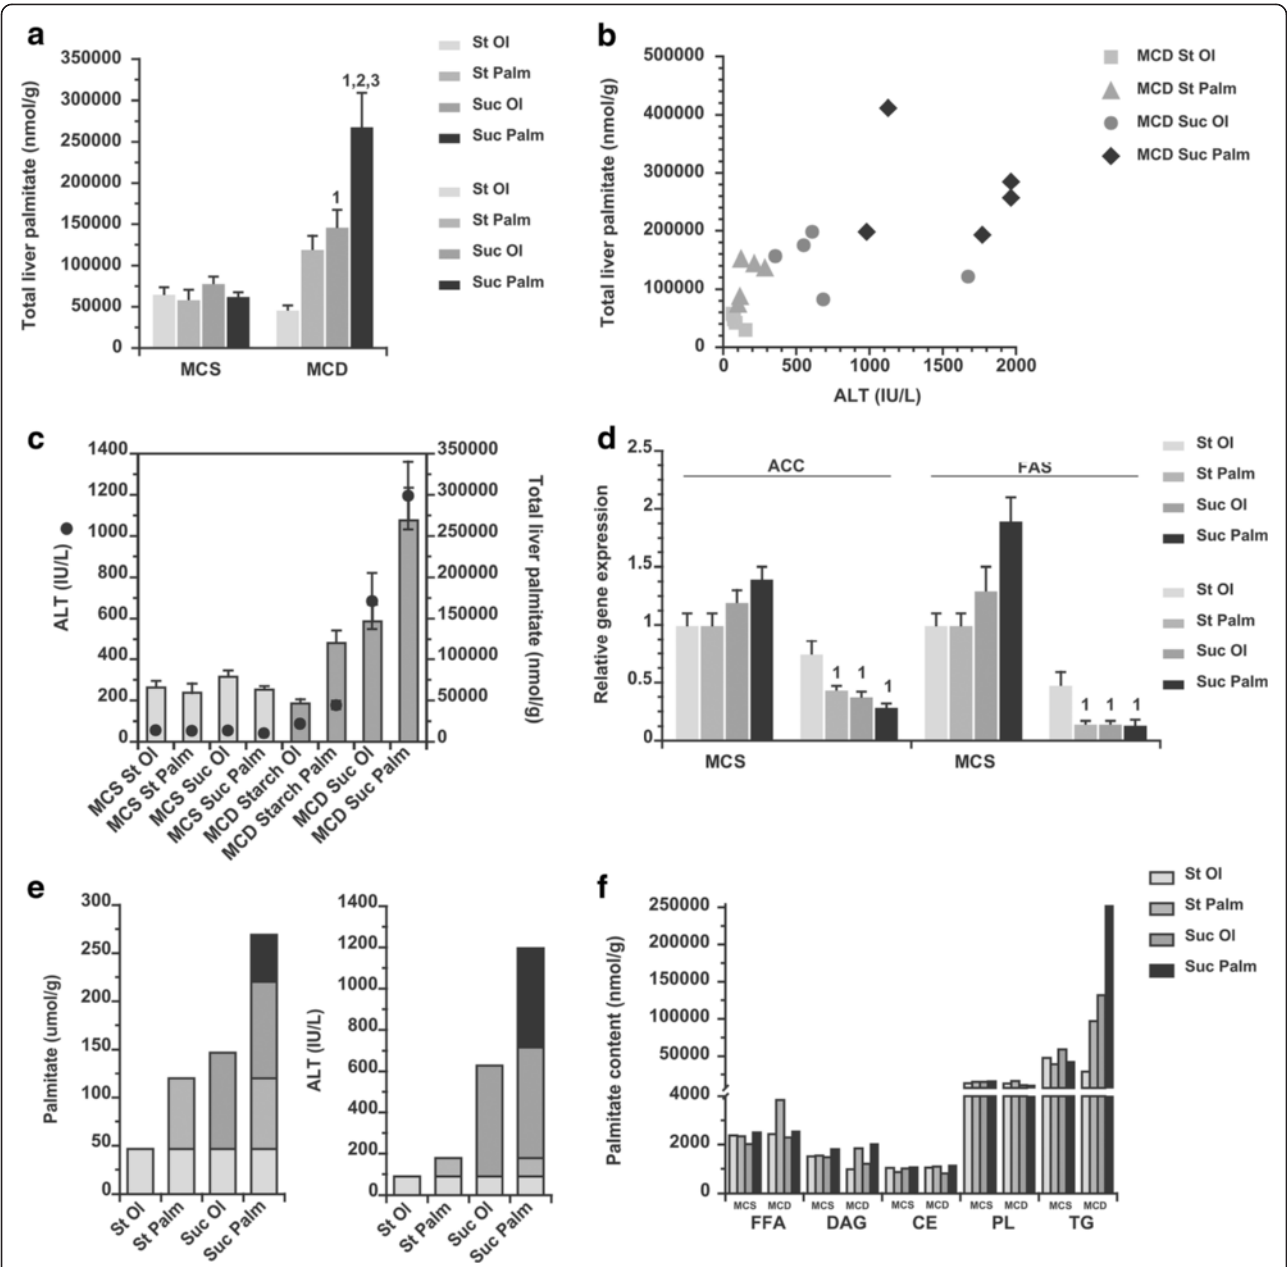 a
350000
300000
250000
200000
150000
100000
50000
0
Total liver palmitate (nmol/g)
1,2,3
1
MCS MCD
St Ol
St Palm
Suc Ol
Suc Palm
St Ol
St Palm
Suc Ol
Suc Palm
b
500000
400000
300000
200000
100000
0
Total liver palmitate (nmol/g)
0 500 1000 1500 2000
ALT (IU/L)
MCD St Ol
MCD St Palm
MCD Suc Ol
MCD Suc Palm
c
1400
1200
1000
800
600
400
200
0
ALT (IU/L)
350000
300000
250000
200000
150000
100000
50000
0
Total liver palmitate (nmol/g)
MCS St Ol
MCS St Palm
MCS Suc Ol
MCS Suc Palm
MCD Starch Ol
MCD Starch Palm
MCD Suc Ol
MCD Suc Palm
d
2.5
2
1.5
1
0.5
0
Relative gene expression
ACC FAS
1 1 1
1 1 1
MCS MCS
St Ol
St Palm
Suc Ol
Suc Palm
St Ol
St Palm
Suc Ol
Suc Palm
e
300
250
200
150
100
50
0
Palmitate (umol/g)
St Ol
St Palm
Suc Ol
Suc Palm
1400
1200
1000
800
600
400
200
0
ALT (IU/L)
St Ol
St Palm
Suc Ol
Suc Palm
f
250000
200000
150000
100000
50000
4000
2000
0
Palmitate content (nmol/g)
MCS MCD MCS MCD MCS MCD MCS MCD MCS MCD
FFA DAG CE PL TG
St Ol
St Palm
Suc Ol
Suc Palm